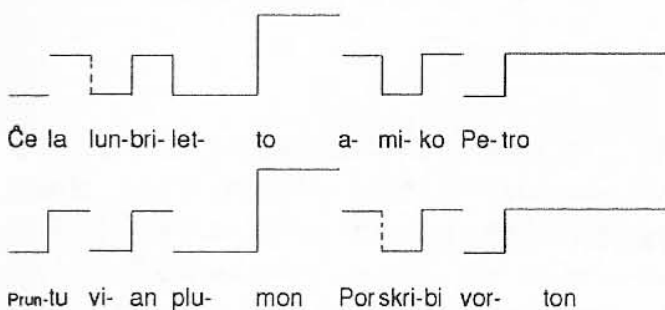 Ĉe la lun-bri-let- to a- mi- ko Pe-tro
Prun-tu vi- an plu- mon Por skri-bi vor- ton